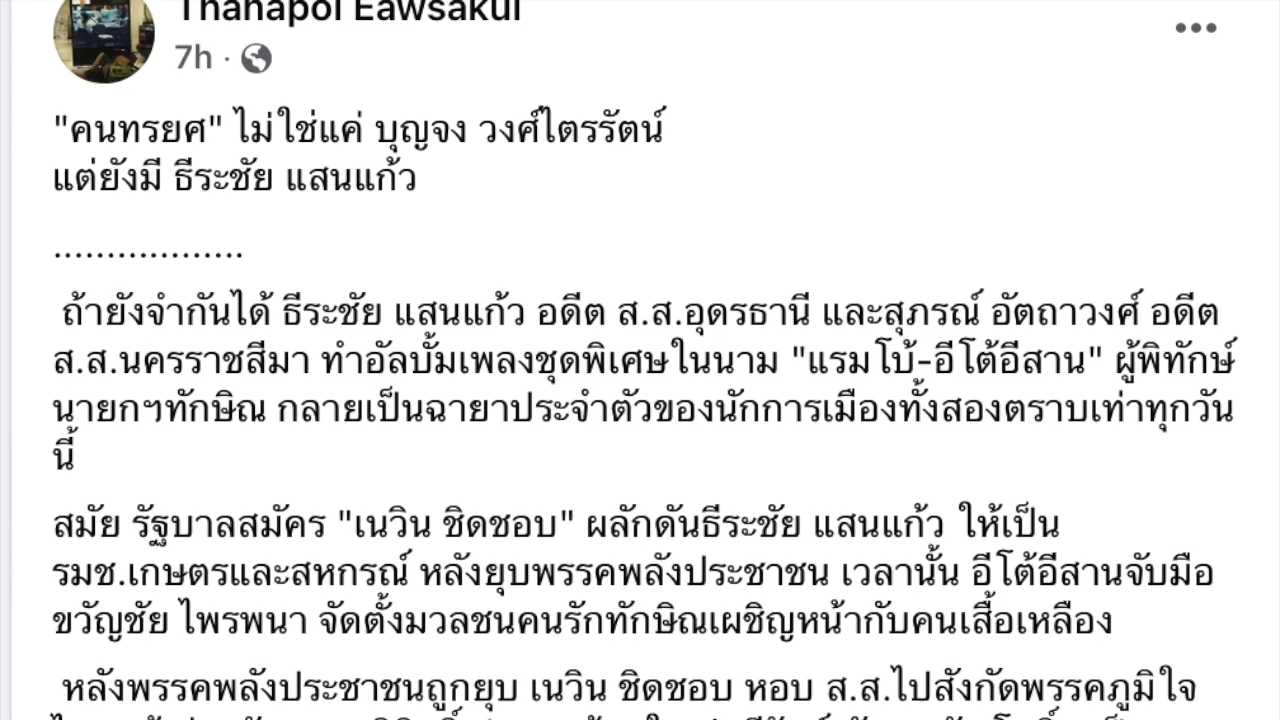 Thanapol Eawsakul
7h ·
"คนทรยศ" ไม่ใช่แค่ บุญจง วงศ์ไตรรัตน์
แต่ยังมี ธีระชัย แสนแก้ว
..................
ถ้ายังจำกันได้ ธีระชัย แสนแก้ว อดีต ส.ส.อุดรธานี และสุภรณ์ อัตถาวงศ์ อดีต
ส.ส.นครราชสีมา ทำอัลบั้มเพลงชุดพิเศษในนาม "แรมโบ้-อีโต้อีสาน" ผู้พิทักษ์
นายกฯทักษิณ กลายเป็นฉายาประจำตัวของนักการเมืองทั้งสองตราบเท่าทุกวัน
นี้
สมัย รัฐบาลสมัคร "เนวิน ชิดชอบ" ผลักดันธีระชัย แสนแก้ว ให้เป็น
รมช.เกษตรและสหกรณ์ หลังยุบพรรคพลังประชาชน เวลานั้น อีโต้อีสานจับมือ
ขวัญชัย ไพรพนา จัดตั้งมวลชนคนรักทักษิณเผชิญหน้ากับคนเสื้อเหลือง
หลังพรรคพลังประชาชนถูกยุบ เนวิน ชิดชอบ หอบ ส.ส.ไปสังกัดพรรคภูมิใจ